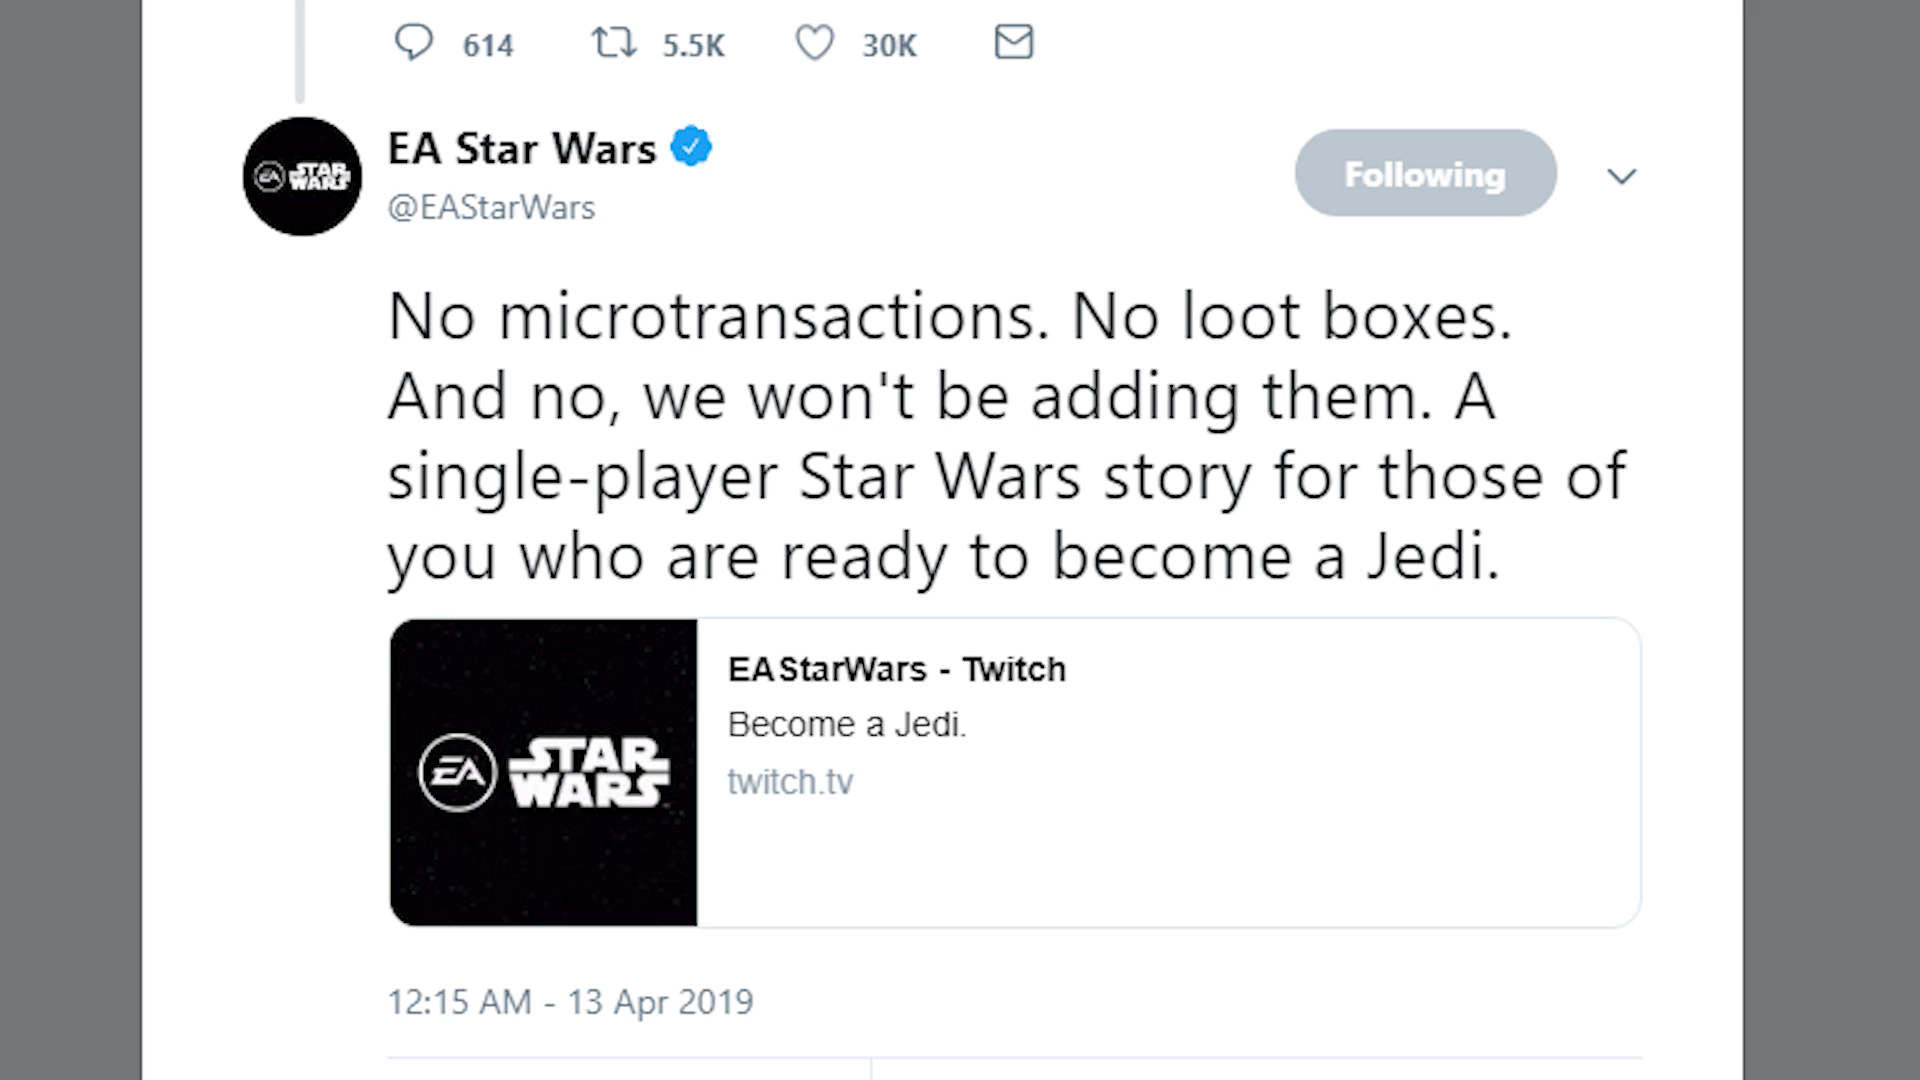 614 5.5K 30K
EA STAR WARS
EA Star Wars
@EAStarWars
Following
No microtransactions. No loot boxes.
And no, we won't be adding them. A
single-player Star Wars story for those of
you who are ready to become a Jedi.
EA STAR WARS
EAStarWars - Twitch
Become a Jedi.
twitch.tv
12:15 AM - 13 Apr 2019